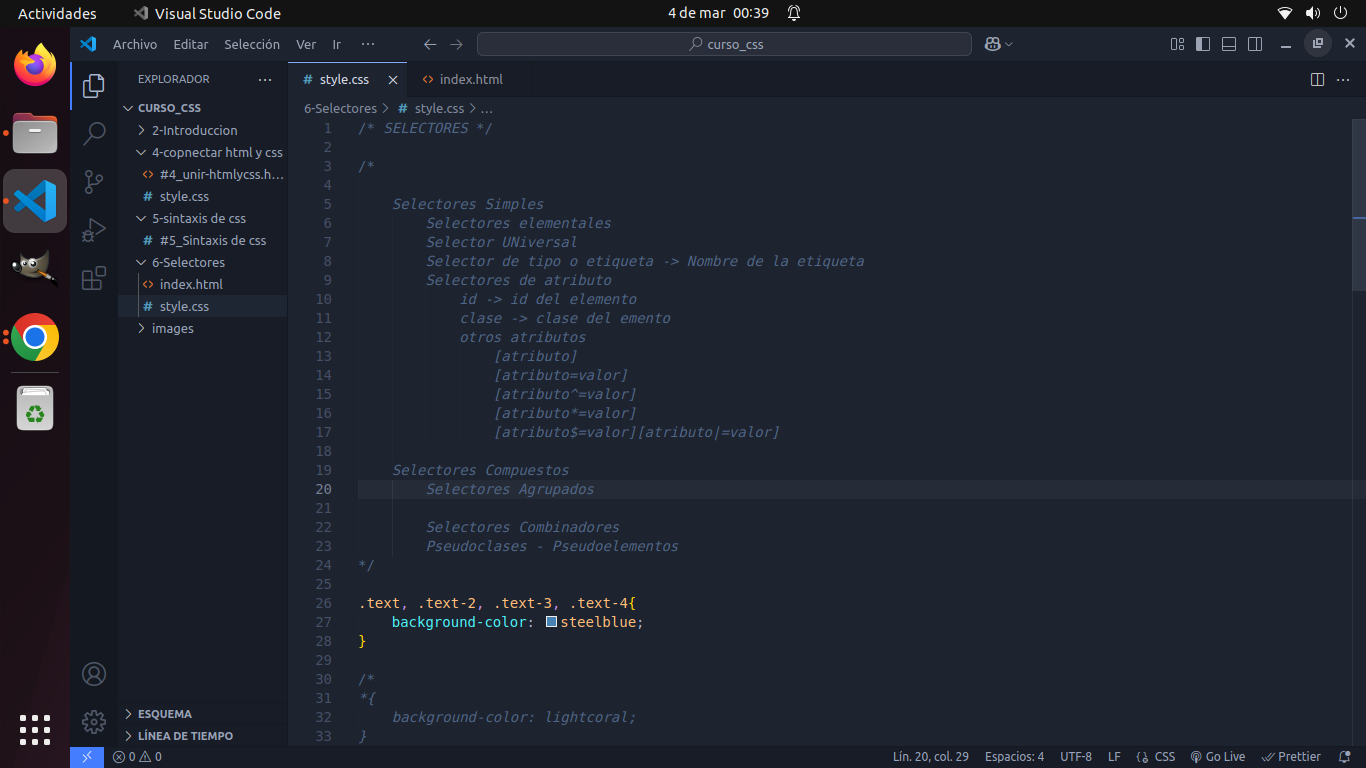 Actividades
Visual Studio Code
4 de mar 00:39
Archivo Editar Selección Ver Ir ···
curso_css
EXPLORADOR ···
CURSO_CSS
2-Introduccion
4-copnectar html y css
#4_unir-htmlycss.h...
style.css
5-sintaxis de css
#5_Sintaxis de css
6-Selectores
index.html
style.css
images
ESQUEMA
LÍNEA DE TIEMPO
style.css
index.html
6-Selectores > # style.css > ...
1 /* SELECTORES */
2
3 /*
4
5 Selectores Simples
6 Selectores elementales
7 Selector UNiversal
8 Selector de tipo o etiqueta -> Nombre de la etiqueta
9 Selectores de atributo
10 id -> id del elemento
11 clase -> clase del emento
12 otros atributos
13 [atributo]
14 [atributo=valor]
15 [atributo^=valor]
16 [atributo*=valor]
17 [atributo$=valor][atributo|=valor]
18
19 Selectores Compuestos
20 Selectores Agrupados
21
22 Selectores Combinadores
23 Pseudoclases - Pseudoelementos
24 */
25
26 .text, .text-2, .text-3, .text-4{
27 background-color: steelblue;
28 }
29
30 /*
31 *{
32 background-color: lightcoral;
33 }
0 0
Lín. 20, col. 29 Espacios: 4 UTF-8 LF {} CSS Go Live Prettier